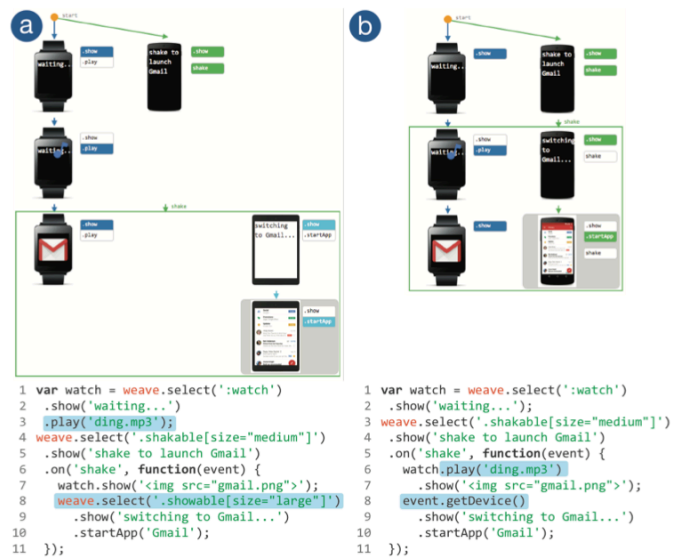 a
start
waiting..
.show
.play
shake to
launch
Gmail
.show
shake
waiting..
.show
.play
shake
.show
.play
switching
to Gmail...
.show
.startApp
.show
.startApp
1 var watch = weave.select(':watch')
2 .show('waiting...')
3 .play('ding.mp3');
4 weave.select('.shakable[size="medium"]')
5 .show('shake to launch Gmail')
6 .on('shake', function(event) {
7 watch.show('<img src="gmail.png">');
8 weave.select('.showable[size="large"]')
9 .show('switching to Gmail...')
10 .startApp('Gmail');
11 });
b
start
waiting..
.show
shake to
launch
Gmail
.show
shake
shake
waiting..
.show
.play
switching
to
Gmail...
.show
shake
.show
.show
.startApp
shake
1 var watch = weave.select(':watch')
2 .show('waiting...');
3 weave.select('.shakable[size="medium"]')
4 .show('shake to launch Gmail')
5 .on('shake', function(event) {
6 watch.play('ding.mp3')
7 .show('<img src="gmail.png">');
8 event.getDevice()
9 .show('switching to Gmail...')
10 .startApp('Gmail');
11 });